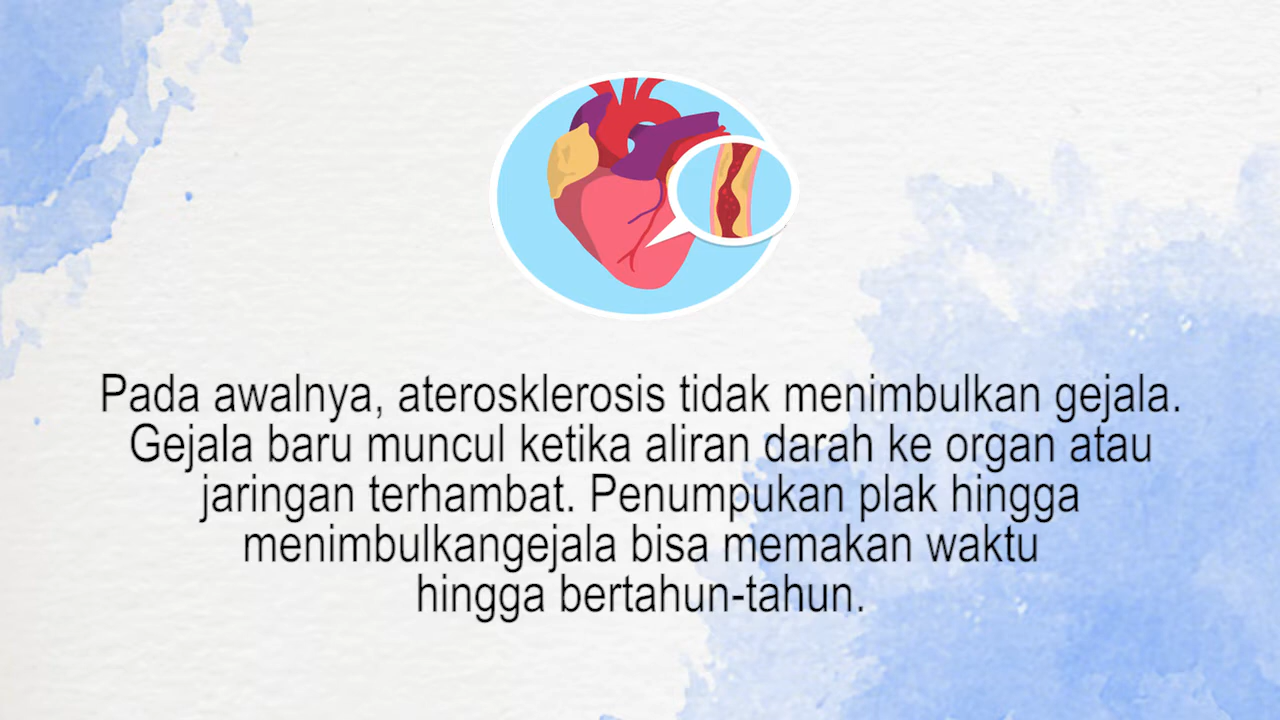 Pada awalnya, aterosklerosis tidak menimbulkan gejala.
Gejala baru muncul ketika aliran darah ke organ atau
jaringan terhambat. Penumpukan plak hingga
menimbulkangejala bisa memakan waktu
hingga bertahun-tahun.